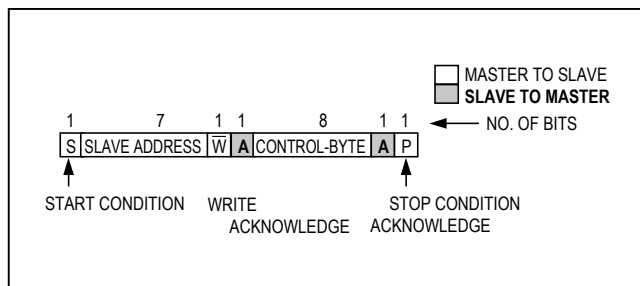 MASTER TO SLAVE
SLAVE TO MASTER
1 7 1 1 8 1 1 NO. OF BITS
S SLAVE ADDRESS W̅ A CONTROL-BYTE A P
START CONDITION WRITE STOP CONDITION
ACKNOWLEDGE ACKNOWLEDGE